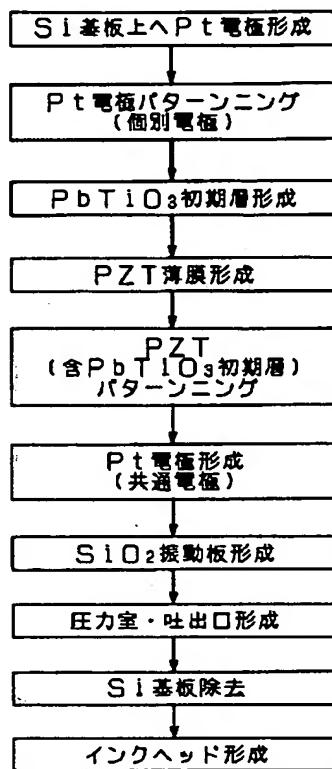 Si基板上へPt電極形成
Pt電極パターンニング
(個別電極)
PbTiO₃初期層形成
PZT薄膜形成
PZT
(含PbTiO₃初期層)
パターンニング
Pt電極形成
(共通電極)
SiO₂振動板形成
圧力室・吐出口形成
Si基板除去
インクヘッド形成